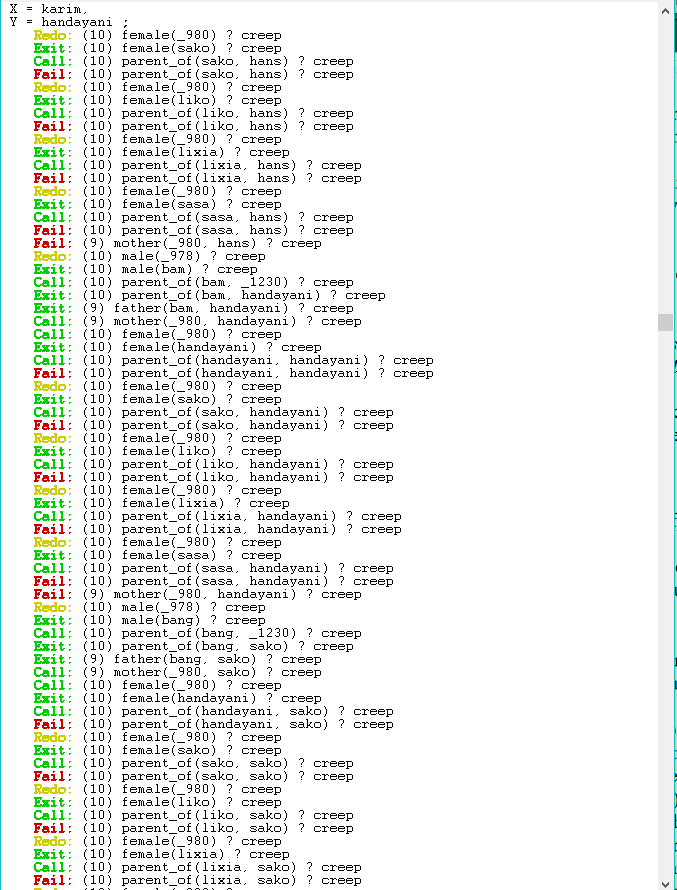 X = karim,
Y = handayani ;
Redo: (10) female(_980) ? creep
Exit: (10) female(sako) ? creep
Call: (10) parent_of(sako, hans) ? creep
Fail: (10) parent_of(sako, hans) ? creep
Redo: (10) female(_980) ? creep
Exit: (10) female(liko) ? creep
Call: (10) parent_of(liko, hans) ? creep
Fail: (10) parent_of(liko, hans) ? creep
Redo: (10) female(_980) ? creep
Exit: (10) female(lixia) ? creep
Call: (10) parent_of(lixia, hans) ? creep
Fail: (10) parent_of(lixia, hans) ? creep
Redo: (10) female(_980) ? creep
Exit: (10) female(sasa) ? creep
Call: (10) parent_of(sasa, hans) ? creep
Fail: (10) parent_of(sasa, hans) ? creep
Fail: (9) mother(_980, hans) ? creep
Redo: (10) male(_978) ? creep
Exit: (10) male(bam) ? creep
Call: (10) parent_of(bam, _1230) ? creep
Exit: (10) parent_of(bam, handayani) ? creep
Exit: (9) father(bam, handayani) ? creep
Call: (9) mother(_980, handayani) ? creep
Call: (10) female(_980) ? creep
Exit: (10) female(handayani) ? creep
Call: (10) parent_of(handayani, handayani) ? creep
Fail: (10) parent_of(handayani, handayani) ? creep
Redo: (10) female(_980) ? creep
Exit: (10) female(sako) ? creep
Call: (10) parent_of(sako, handayani) ? creep
Fail: (10) parent_of(sako, handayani) ? creep
Redo: (10) female(_980) ? creep
Exit: (10) female(liko) ? creep
Call: (10) parent_of(liko, handayani) ? creep
Fail: (10) parent_of(liko, handayani) ? creep
Redo: (10) female(_980) ? creep
Exit: (10) female(lixia) ? creep
Call: (10) parent_of(lixia, handayani) ? creep
Fail: (10) parent_of(lixia, handayani) ? creep
Redo: (10) female(_980) ? creep
Exit: (10) female(sasa) ? creep
Call: (10) parent_of(sasa, handayani) ? creep
Fail: (10) parent_of(sasa, handayani) ? creep
Fail: (9) mother(_980, handayani) ? creep
Redo: (10) male(_978) ? creep
Exit: (10) male(bang) ? creep
Call: (10) parent_of(bang, _1230) ? creep
Exit: (10) parent_of(bang, sako) ? creep
Exit: (9) father(bang, sako) ? creep
Call: (9) mother(_980, sako) ? creep
Call: (10) female(_980) ? creep
Exit: (10) female(handayani) ? creep
Call: (10) parent_of(handayani, sako) ? creep
Fail: (10) parent_of(handayani, sako) ? creep
Redo: (10) female(_980) ? creep
Exit: (10) female(sako) ? creep
Call: (10) parent_of(sako, sako) ? creep
Fail: (10) parent_of(sako, sako) ? creep
Redo: (10) female(_980) ? creep
Exit: (10) female(liko) ? creep
Call: (10) parent_of(liko, sako) ? creep
Fail: (10) parent_of(liko, sako) ? creep
Redo: (10) female(_980) ? creep
Exit: (10) female(lixia) ? creep
Call: (10) parent_of(lixia, sako) ? creep
Fail: (10) parent_of(lixia, sako) ? creep